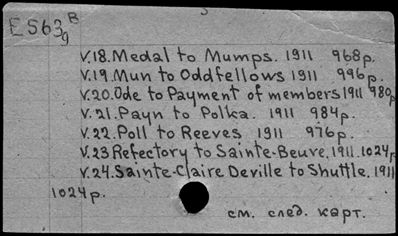 E563 B
9
V.18. Medal to Mumps. 1911 968p.
V.19. Mun to Oddfellows 1911 996p.
V.20. Ode to Payment of members 1911 980p.
V.21. Payn to Polka. 1911 984p.
V.22. Poll to Reeves 1911 976p.
V.23 Refectory to Sainte-Beuve. 1911. 1024p.
V.24. Sainte-Claire Deville to Shuttle. 1911
1024p.
см. след. карт.